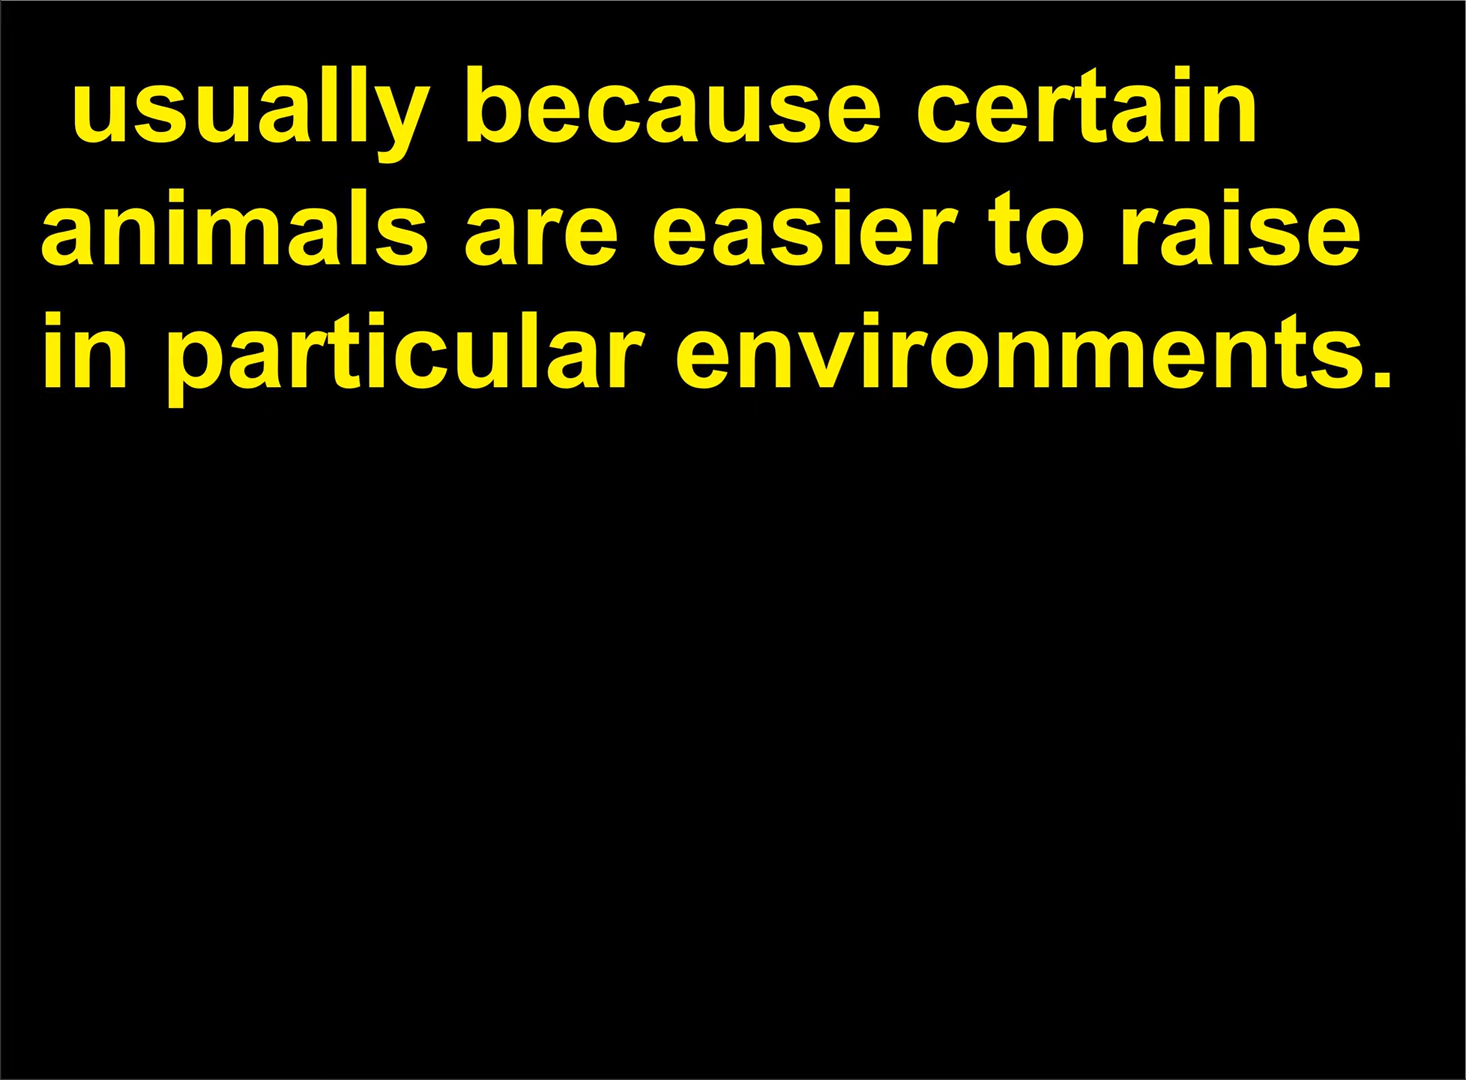 usually because certain
animals are easier to raise
in particular environments.